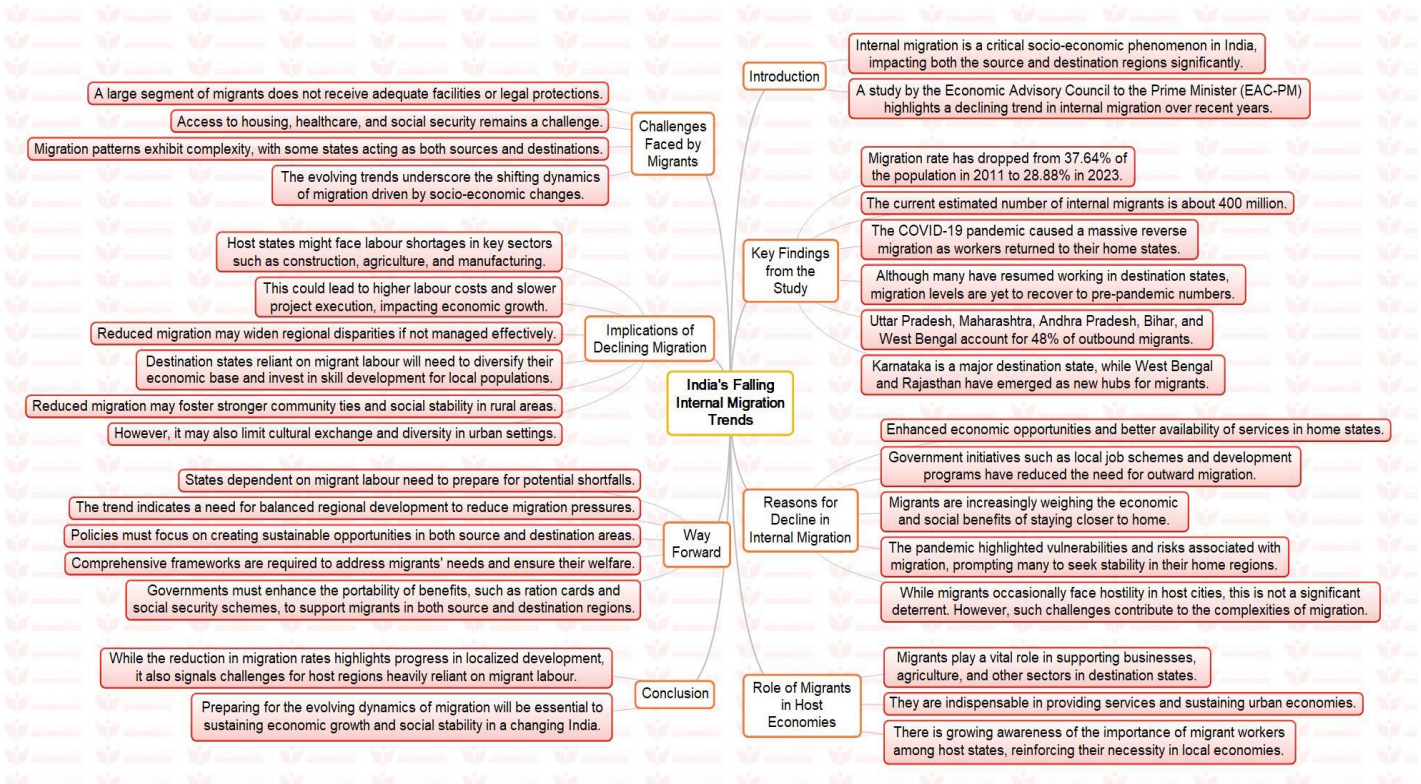 India's Falling
Internal Migration
Trends
Introduction
Internal migration is a critical socio-economic phenomenon in India,
impacting both the source and destination regions significantly.
A study by the Economic Advisory Council to the Prime Minister (EAC-PM)
highlights a declining trend in internal migration over recent years.
Key Findings
from the
Study
Migration rate has dropped from 37.64% of
the population in 2011 to 28.88% in 2023.
The current estimated number of internal migrants is about 400 million.
The COVID-19 pandemic caused a massive reverse
migration as workers returned to their home states.
Although many have resumed working in destination states,
migration levels are yet to recover to pre-pandemic numbers.
Uttar Pradesh, Maharashtra, Andhra Pradesh, Bihar, and
West Bengal account for 48% of outbound migrants.
Karnataka is a major destination state, while West Bengal
and Rajasthan have emerged as new hubs for migrants.
Reasons for
Decline in
Internal Migration
Enhanced economic opportunities and better availability of services in home states.
Government initiatives such as local job schemes and development
programs have reduced the need for outward migration.
Migrants are increasingly weighing the economic
and social benefits of staying closer to home.
The pandemic highlighted vulnerabilities and risks associated with
migration, prompting many to seek stability in their home regions.
While migrants occasionally face hostility in host cities, this is not a significant
deterrent. However, such challenges contribute to the complexities of migration.
Role of Migrants
in Host
Economies
Migrants play a vital role in supporting businesses,
agriculture, and other sectors in destination states.
They are indispensable in providing services and sustaining urban economies.
There is growing awareness of the importance of migrant workers
among host states, reinforcing their necessity in local economies.
Challenges
Faced by
Migrants
A large segment of migrants does not receive adequate facilities or legal protections.
Access to housing, healthcare, and social security remains a challenge.
Migration patterns exhibit complexity, with some states acting as both sources and destinations.
The evolving trends underscore the shifting dynamics
of migration driven by socio-economic changes.
Implications of
Declining Migration
Host states might face labour shortages in key sectors
such as construction, agriculture, and manufacturing.
This could lead to higher labour costs and slower
project execution, impacting economic growth.
Reduced migration may widen regional disparities if not managed effectively.
Destination states reliant on migrant labour will need to diversify their
economic base and invest in skill development for local populations.
Reduced migration may foster stronger community ties and social stability in rural areas.
However, it may also limit cultural exchange and diversity in urban settings.
Way
Forward
States dependent on migrant labour need to prepare for potential shortfalls.
The trend indicates a need for balanced regional development to reduce migration pressures.
Policies must focus on creating sustainable opportunities in both source and destination areas.
Comprehensive frameworks are required to address migrants' needs and ensure their welfare.
Governments must enhance the portability of benefits, such as ration cards and
social security schemes, to support migrants in both source and destination regions.
Conclusion
While the reduction in migration rates highlights progress in localized development,
it also signals challenges for host regions heavily reliant on migrant labour.
Preparing for the evolving dynamics of migration will be essential to
sustaining economic growth and social stability in a changing India.